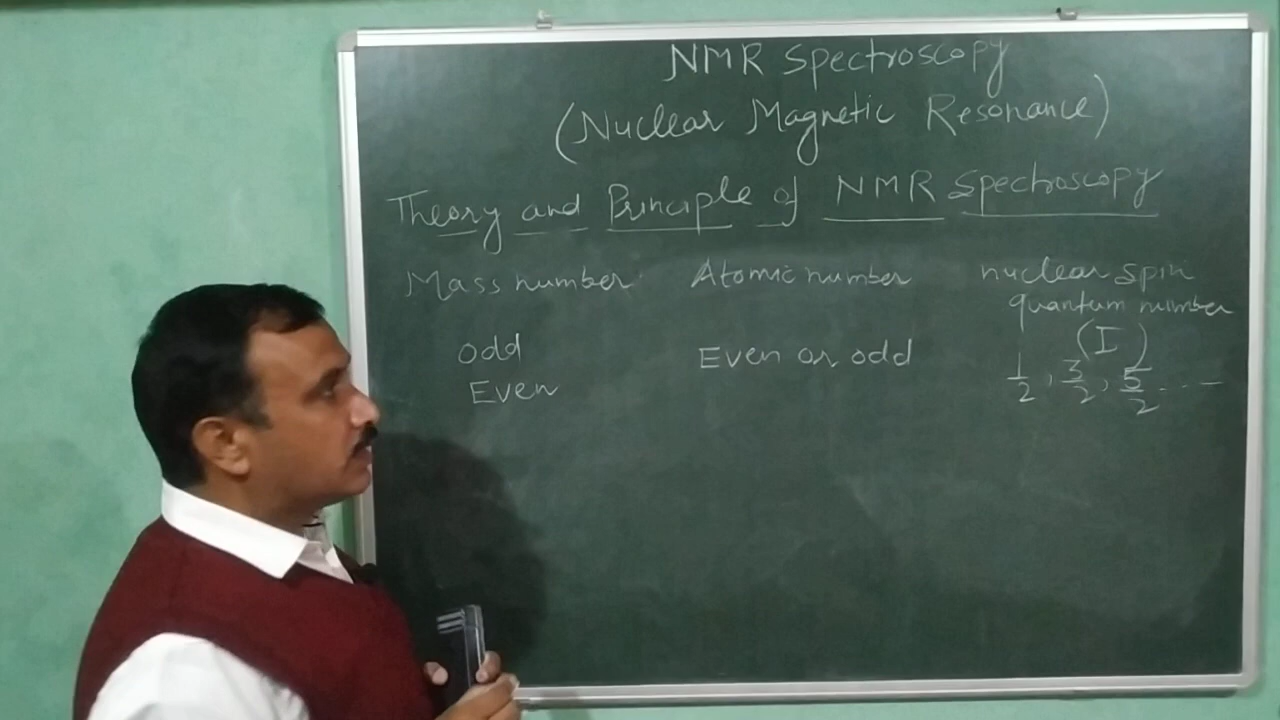 NMR Spectroscopy
(Nuclear Magnetic Resonance)
Theory and Principle of NMR Spectroscopy
Mass number Atomic number nuclear spin
quantum number
(I)
odd Even or odd 1/2, 3/2, 5/2 ----
Even